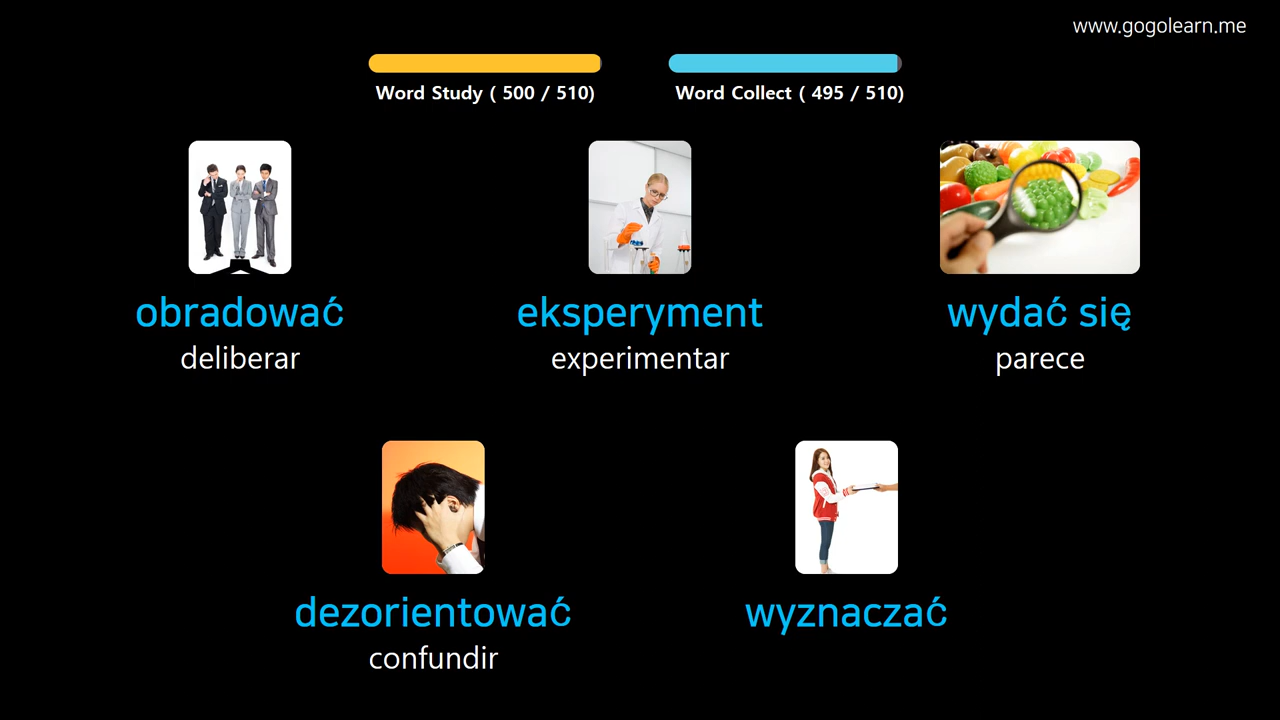 www.gogolearn.me
Word Study ( 500 / 510)
Word Collect ( 495 / 510)
obradować
deliberar
eksperyment
experimentar
wydać się
parece
dezorientować
confundir
wyznaczać